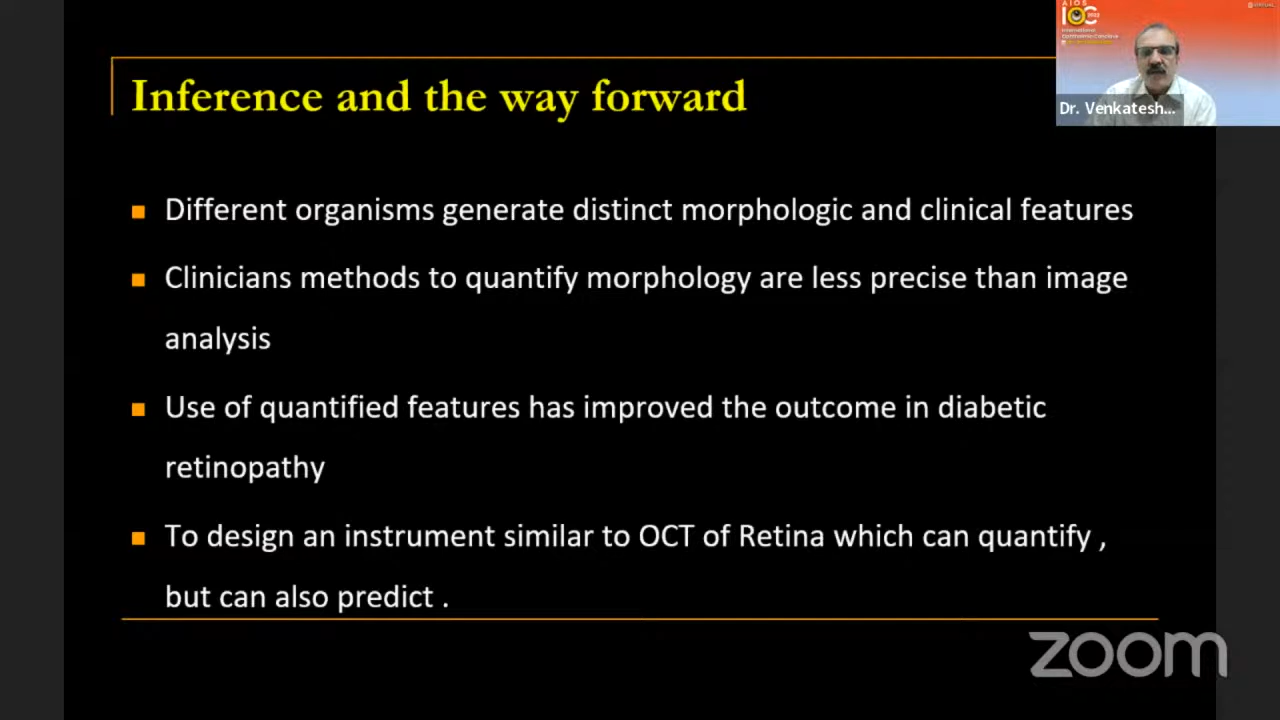 AIOS
IOC
Inference and the way forward
Dr. Venkatesh...
Different organisms generate distinct morphologic and clinical features
Clinicians methods to quantify morphology are less precise than image
analysis
Use of quantified features has improved the outcome in diabetic
retinopathy
To design an instrument similar to OCT of Retina which can quantify ,
but can also predict .
zoom